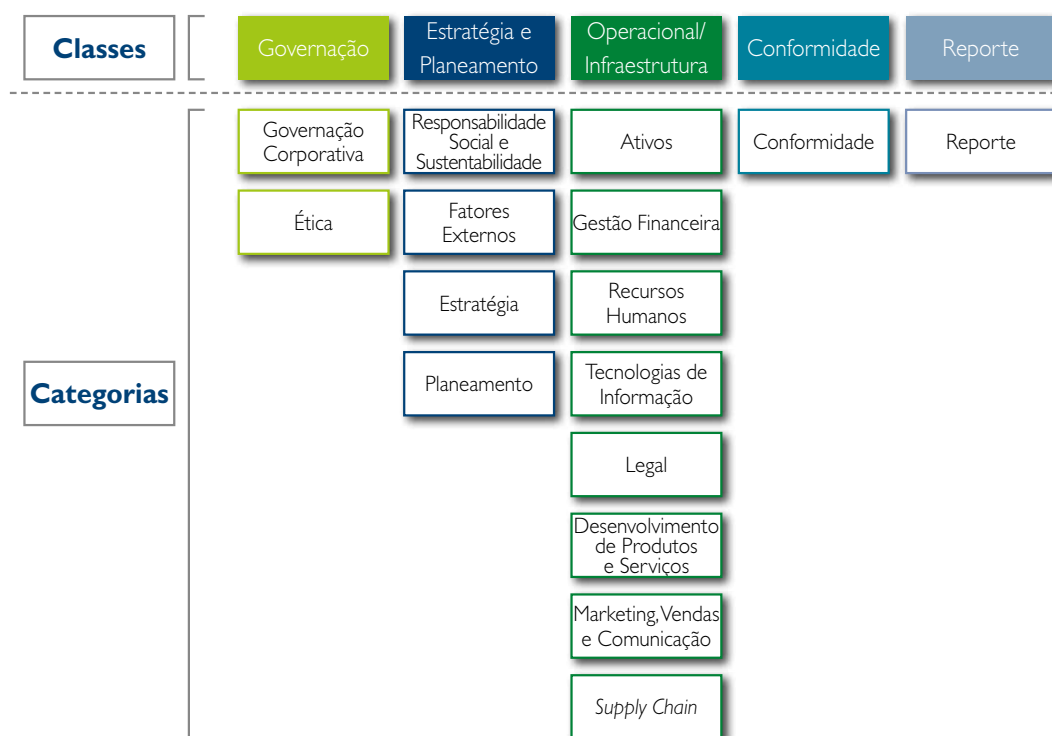 Classes
Governação
Estratégia e
Planeamento
Operacional/
Infraestrutura
Conformidade
Reporte
Categorias
Governação
Corporativa
Ética
Responsabilidade
Social e
Sustentabilidade
Fatores
Externos
Estratégia
Planeamento
Ativos
Gestão Financeira
Recursos
Humanos
Tecnologias de
Informação
Legal
Desenvolvimento
de Produtos
e Serviços
Marketing, Vendas
e Comunicação
Supply Chain
Conformidade
Reporte